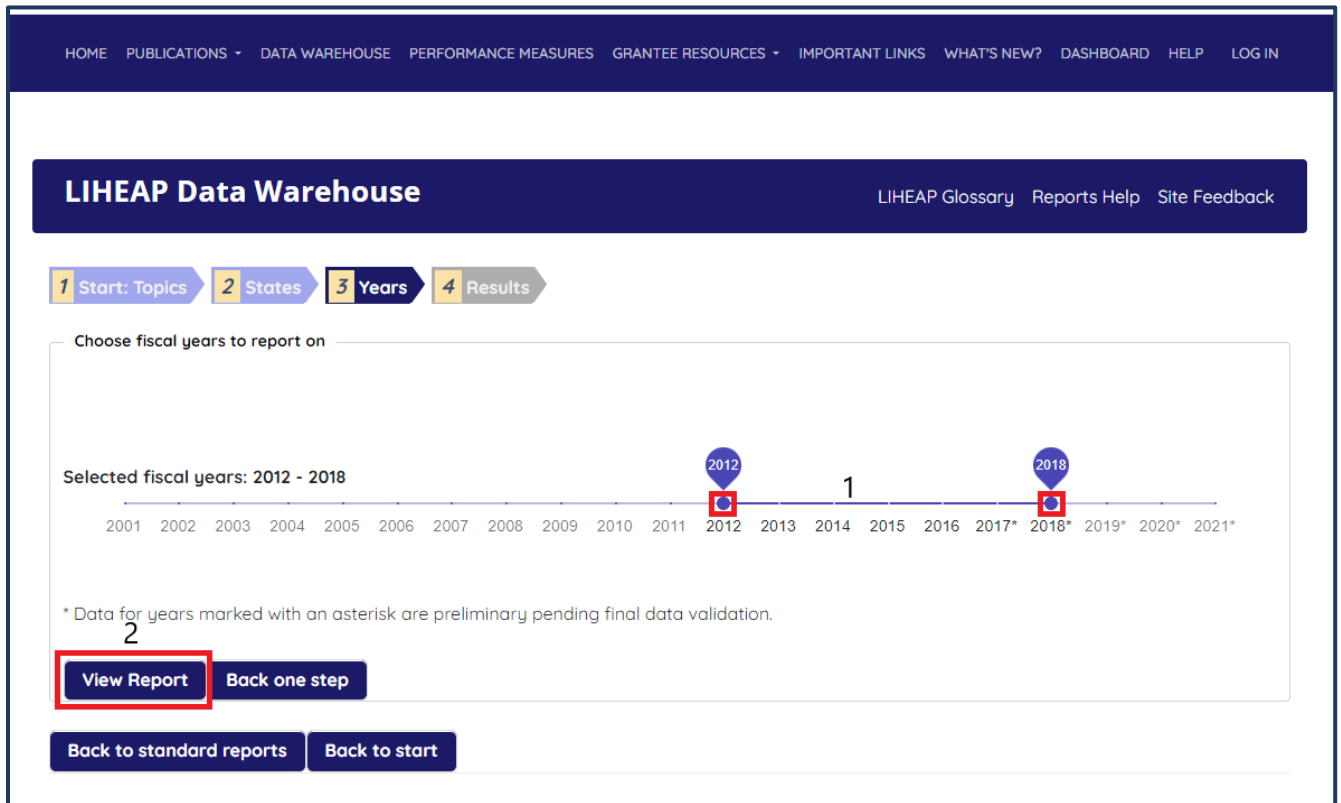 HOME PUBLICATIONS DATA WAREHOUSE PERFORMANCE MEASURES GRANTEE RESOURCES IMPORTANT LINKS WHAT'S NEW? DASHBOARD HELP LOG IN
LIHEAP Data Warehouse LIHEAP Glossary Reports Help Site Feedback
1 Start: Topics 2 States 3 Years 4 Results
Choose fiscal years to report on
2012 2018
Selected fiscal years: 2012 - 2018
1
2001 2002 2003 2004 2005 2006 2007 2008 2009 2010 2011 2012 2013 2014 2015 2016 2017* 2018* 2019* 2020* 2021*
* Data for years marked with an asterisk are preliminary pending final data validation.
2
View Report Back one step
Back to standard reports Back to start